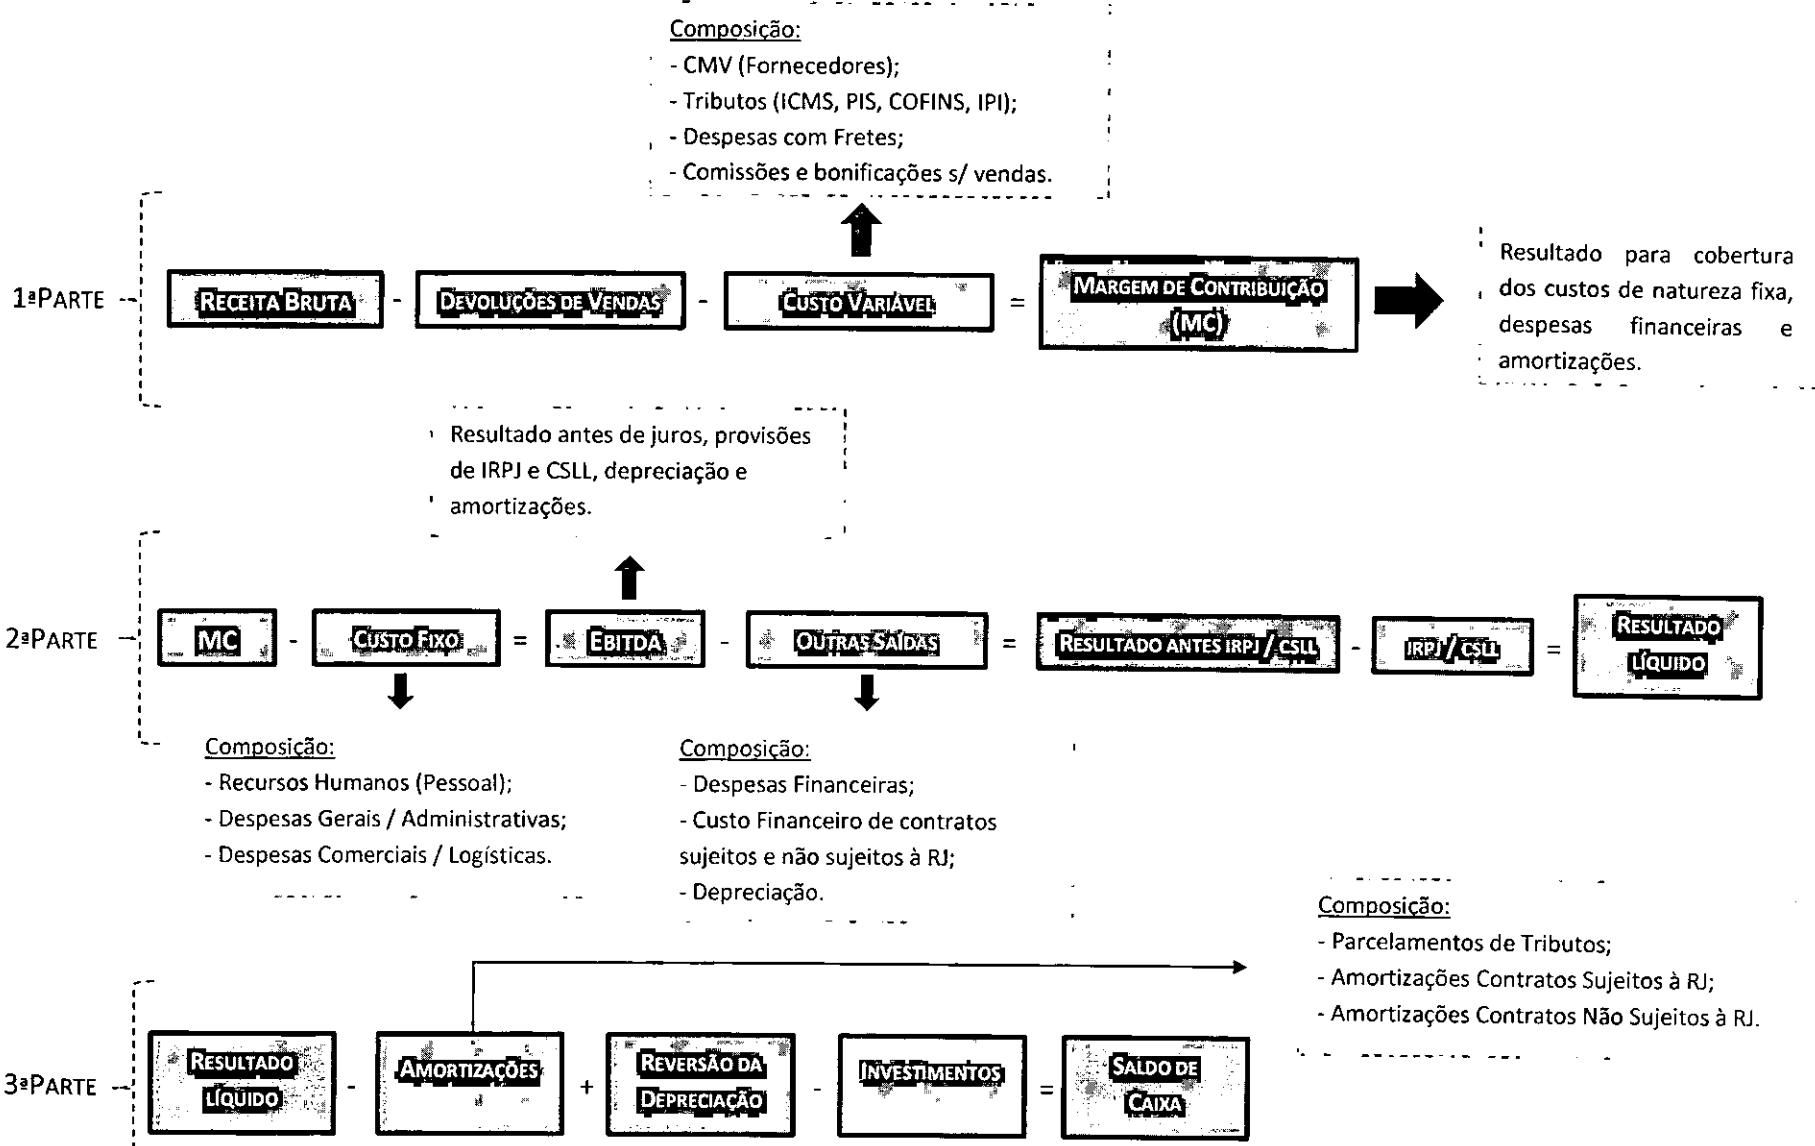 Composição:
- CMV (Fornecedores);
- Tributos (ICMS, PIS, COFINS, IPI);
- Despesas com Fretes;
- Comissões e bonificações s/ vendas.
1ªPARTE
RECEITA BRUTA - DEVOLUÇÕES DE VENDAS - CUSTO VARIÁVEL = MARGEM DE CONTRIBUIÇÃO
(MC)
Resultado para cobertura
dos custos de natureza fixa,
despesas financeiras e
amortizações.
Resultado antes de juros, provisões
de IRPJ e CSLL, depreciação e
amortizações.
2ªPARTE
MC - CUSTO FIXO = EBITDA - OUTRAS SAÍDAS = RESULTADO ANTES IRPJ / CSLL - IRPJ / CSLL = RESULTADO
LÍQUIDO
Composição:
- Recursos Humanos (Pessoal);
- Despesas Gerais / Administrativas;
- Despesas Comerciais / Logísticas.
Composição:
- Despesas Financeiras;
- Custo Financeiro de contratos
sujeitos e não sujeitos à RJ;
- Depreciação.
Composição:
- Parcelamentos de Tributos;
- Amortizações Contratos Sujeitos à RJ;
- Amortizações Contratos Não Sujeitos à RJ.
3ªPARTE
RESULTADO
LÍQUIDO
-
AMORTIZAÇÕES
+
REVERSÃO DA
DEPRECIAÇÃO
-
INVESTIMENTOS
=
SALDO DE
CAIXA